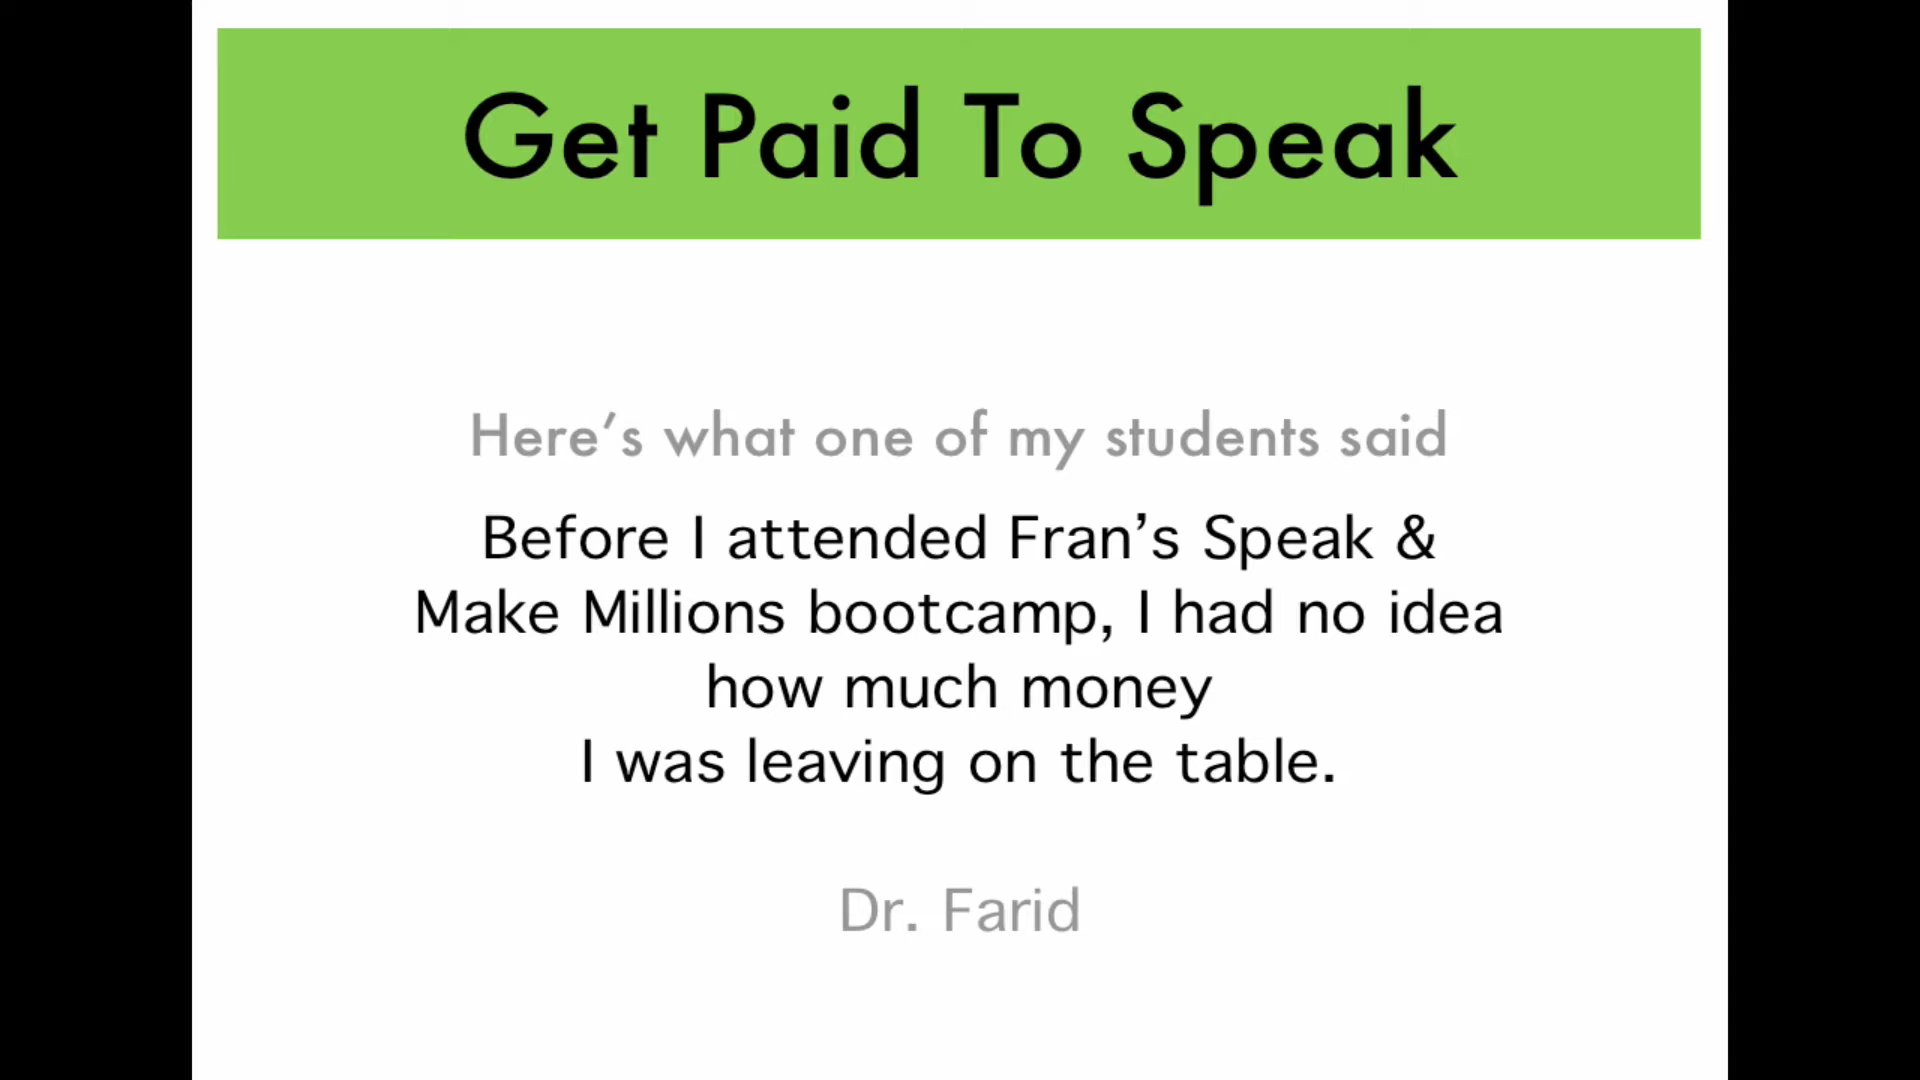 Get Paid To Speak
Here’s what one of my students said
Before I attended Fran’s Speak &
Make Millions bootcamp, I had no idea
how much money
I was leaving on the table.
Dr. Farid